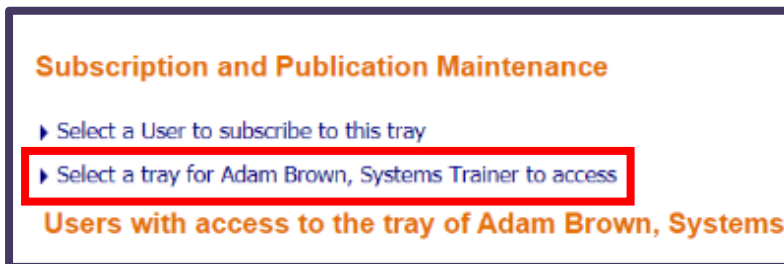 Subscription and Publication Maintenance
Select a User to subscribe to this tray
Select a tray for Adam Brown, Systems Trainer to access
Users with access to the tray of Adam Brown, Systems